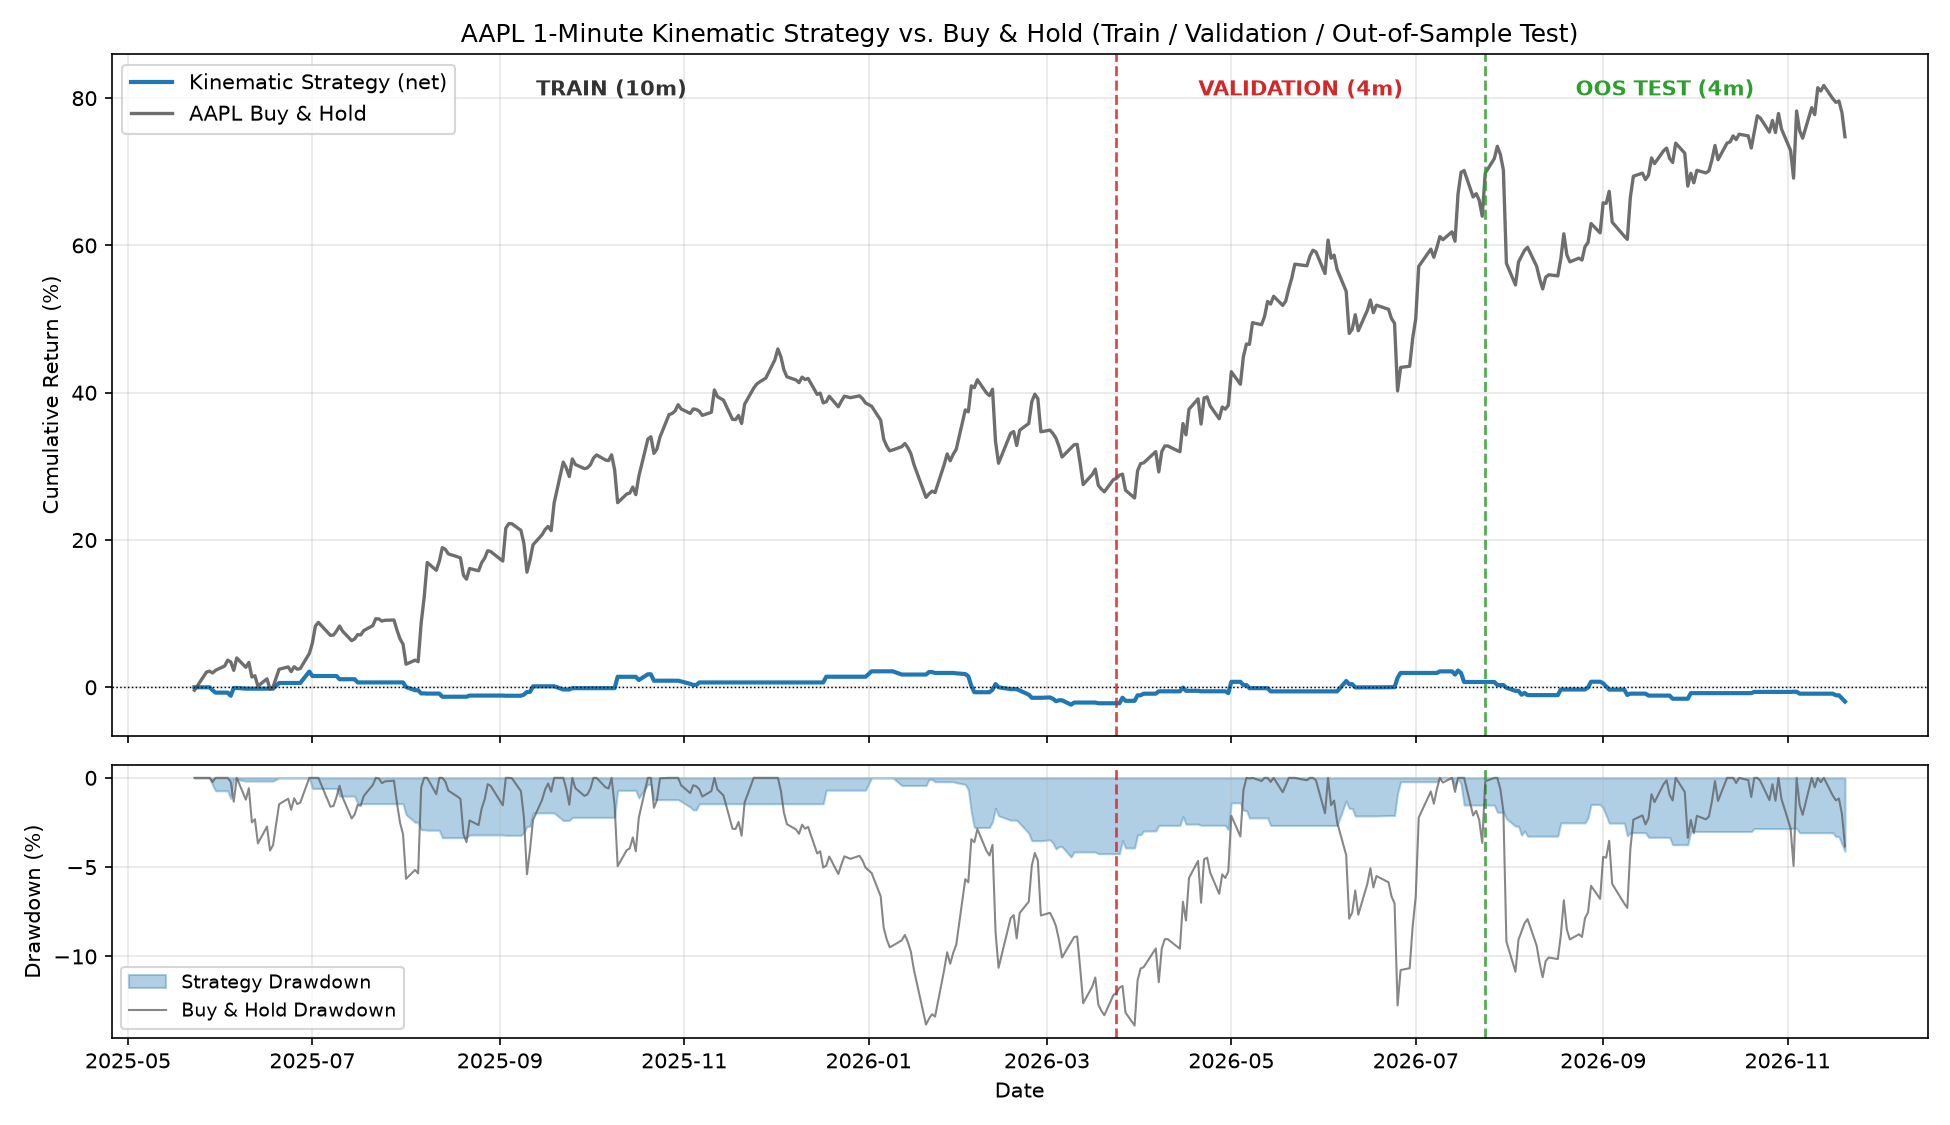 AAPL 1-Minute Kinematic Strategy vs. Buy & Hold (Train / Validation / Out-of-Sample Test)
Kinematic Strategy (net)
AAPL Buy & Hold
TRAIN (10m)
VALIDATION (4m)
OOS TEST (4m)
Cumulative Return (%)
80
60
40
20
0
Drawdown (%)
0
−5
−10
Strategy Drawdown
Buy & Hold Drawdown
2025-05 2025-07 2025-09 2025-11 2026-01 2026-03 2026-05 2026-07 2026-09 2026-11
Date